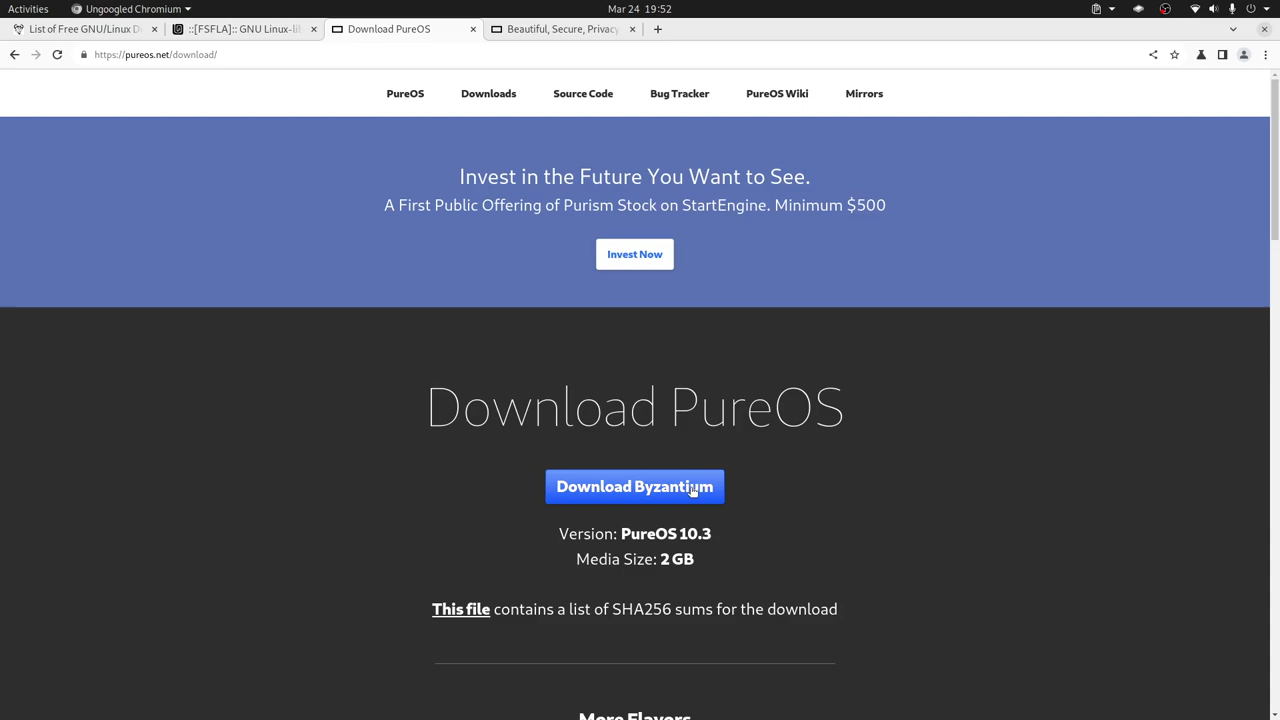 Activities
Ungoogled Chromium
Mar 24 19:52
List of Free GNU/Linux D
::[FSFLA]:: GNU Linux-li
Download PureOS
Beautiful, Secure, Privacy
https://pureos.net/download/
PureOS
Downloads
Source Code
Bug Tracker
PureOS Wiki
Mirrors
Invest in the Future You Want to See.
A First Public Offering of Purism Stock on StartEngine. Minimum $500
Invest Now
Download PureOS
Download Byzantium
Version: PureOS 10.3
Media Size: 2 GB
This file contains a list of SHA256 sums for the download
More Flavors